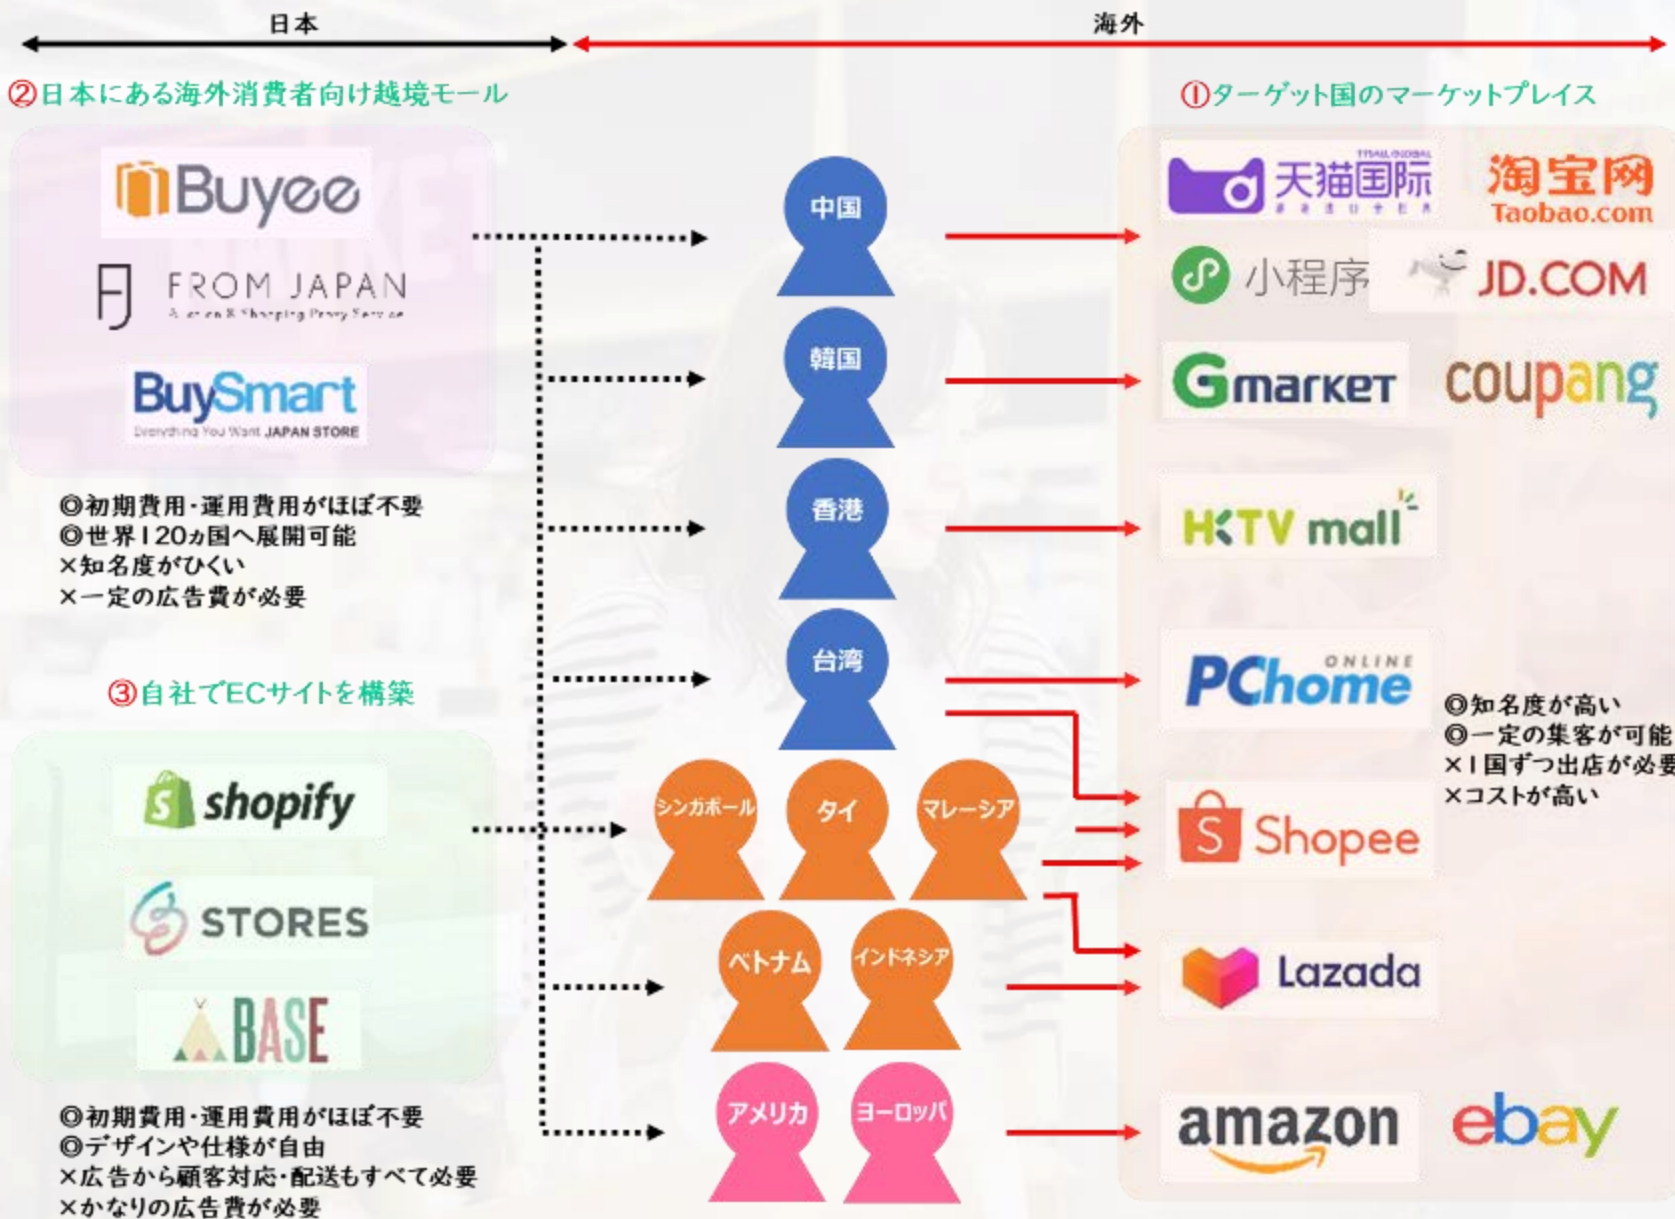 日本
海外
②日本にある海外消費者向け越境モール
①ターゲット国のマーケットプレイス
Buyee
FROM JAPAN
Auction & Shopping Proxy Service
BuySmart
Everything You Want JAPAN STORE
◎初期費用・運用費用がほぼ不要
◎世界120ヵ国へ展開可能
×知名度がひくい
×一定の広告費が必要
③自社でECサイトを構築
shopify
STORES
BASE
◎初期費用・運用費用がほぼ不要
◎デザインや仕様が自由
×広告から顧客対応・配送もすべて必要
×かなりの広告費が必要
中国
韓国
香港
台湾
シンガポール
タイ
マレーシア
ベトナム
インドネシア
アメリカ
ヨーロッパ
TMALL GLOBAL
天猫国际
淘宝网
Taobao.com
小程序
JD.COM
Gmarket
coupang
HKTV mall
PChome
ONLINE
◎知名度が高い
◎一定の集客が可能
×1国ずつ出店が必要
×コストが高い
Shopee
Lazada
amazon
ebay